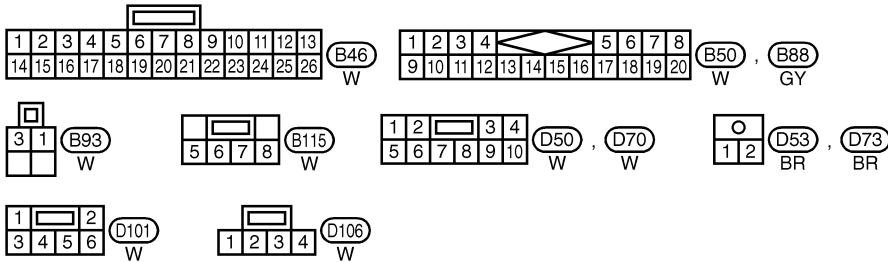 1 2 3 4 5 6 7 8 9 10 11 12 13
14 15 16 17 18 19 20 21 22 23 24 25 26
B46
W
1 2 3 4 5 6 7 8
9 10 11 12 13 14 15 16 17 18 19 20
B50 , B88
W GY
3 1
B93
W
5 6 7 8
B115
W
1 2 3 4
5 6 7 8 9 10
D50 , D70
W W
1 2
D53 , D73
BR BR
1 2
3 4 5 6
D101
W
1 2 3 4
D106
W